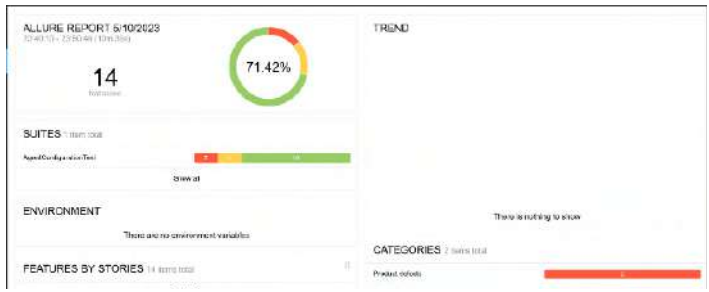 ALLURE REPORT 5/10/2023
14
71.42%
SUITES 1 item total
Show all
ENVIRONMENT
There are no environment variables
FEATURES BY STORIES 14 items total
TREND
There is nothing to show
CATEGORIES 2 items total
Product defects